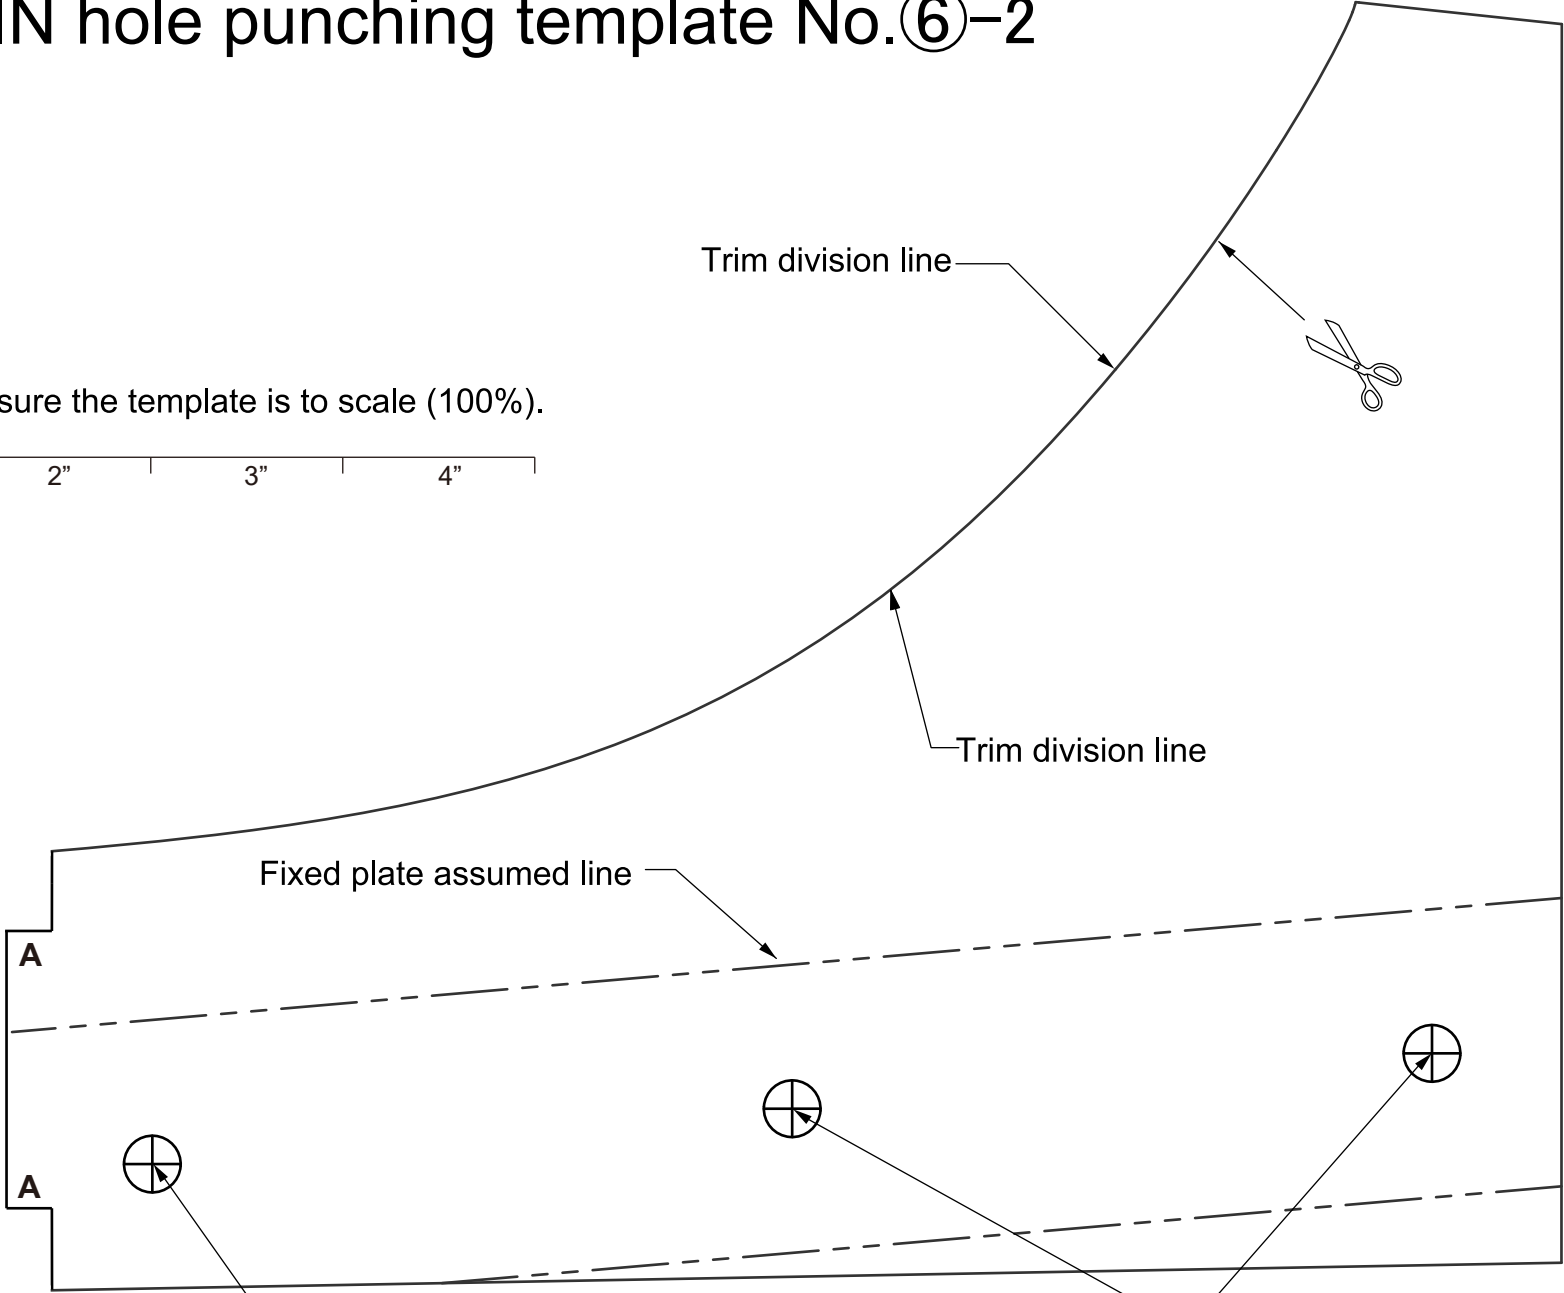 IN hole punching template No.⑥-2
Trim division line
sure the template is to scale (100%).
2” 3” 4”
Trim division line
Fixed plate assumed line
A
A